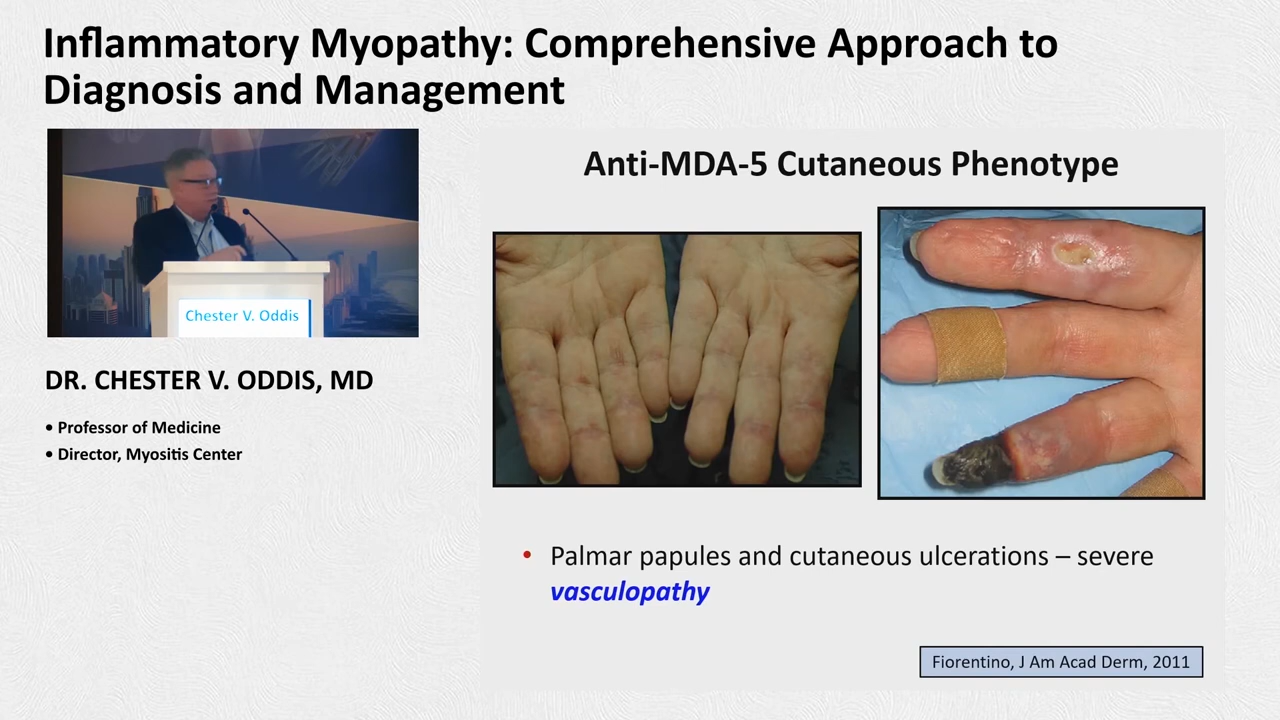 Inflammatory Myopathy: Comprehensive Approach to
Diagnosis and Management
Chester V. Oddis
DR. CHESTER V. ODDIS, MD
• Professor of Medicine
• Director, Myositis Center
Anti-MDA-5 Cutaneous Phenotype
• Palmar papules and cutaneous ulcerations – severe
vasculopathy
Fiorentino, J Am Acad Derm, 2011